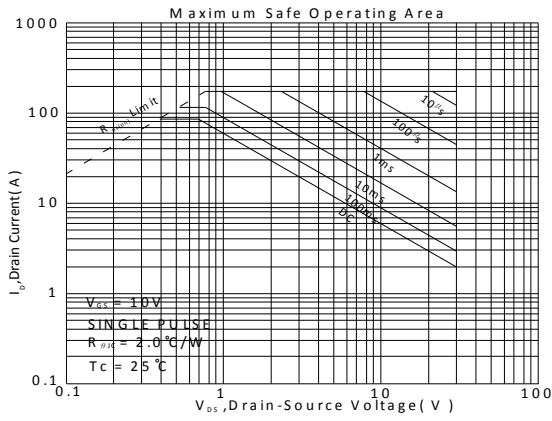 Maximum Safe Operating Area
1000
100
10
1
0.1
0.1
1
10
100
I_D,Drain Current(A)
V_DS,Drain-Source Voltage(V)
R_DS(ON) Limit
10μs
100μs
1ms
10ms
100ms
DC
V_GS = 10V
SINGLE PULSE
R_θJC = 2.0℃/W
Tc = 25℃